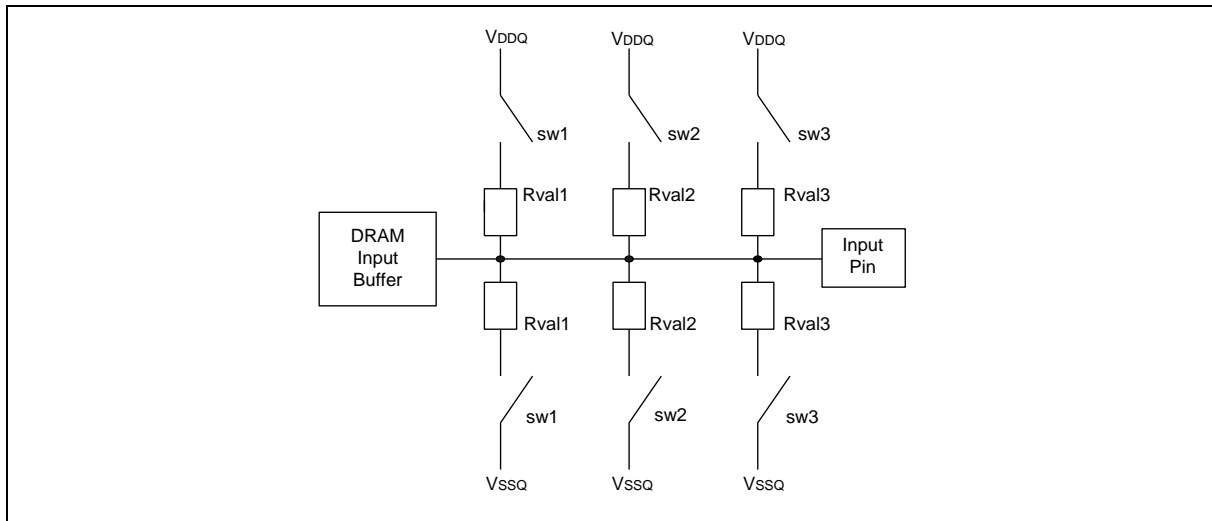 VDDQ VDDQ VDDQ
sw1 sw2 sw3
Rval1 Rval2 Rval3
DRAM
Input
Buffer
Input
Pin
Rval1 Rval2 Rval3
sw1 sw2 sw3
VSSQ VSSQ VSSQ